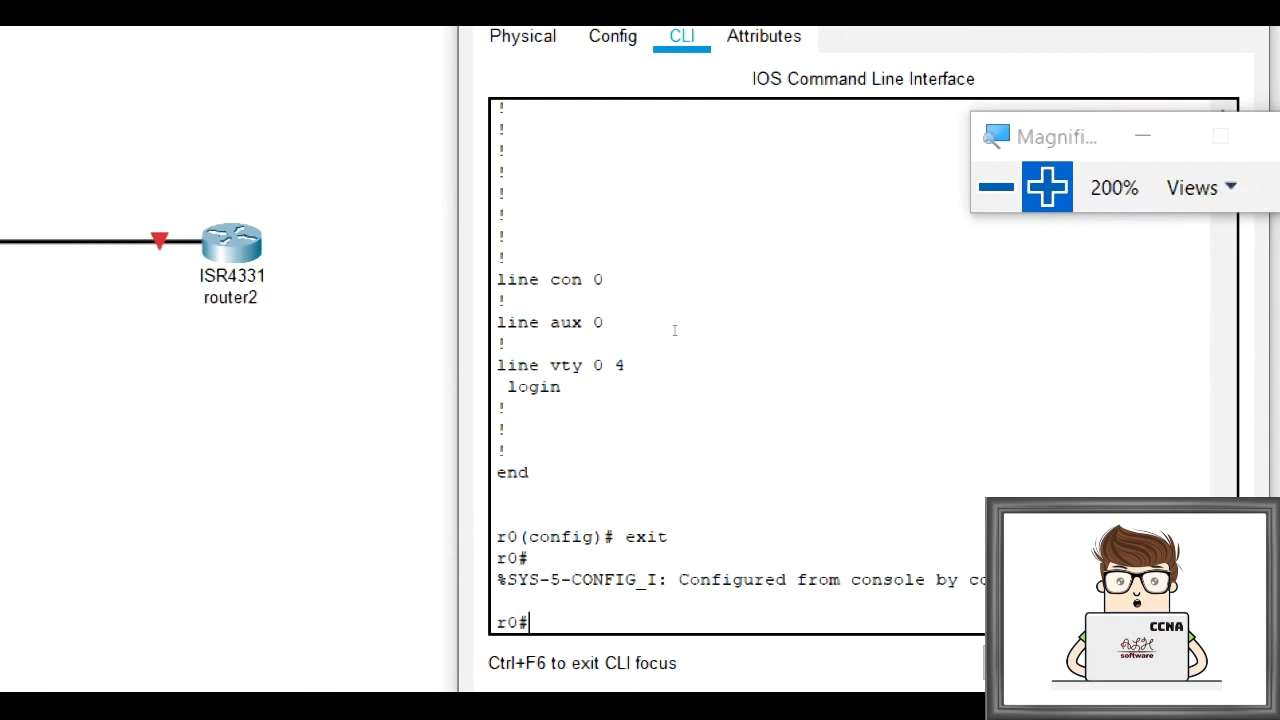 Physical Config CLI Attributes
IOS Command Line Interface
!
!
!
!
!
!
!
!
line con 0
!
line aux 0
!
line vty 0 4
login
!
!
!
end
r0(config)# exit
r0#
%SYS-5-CONFIG_I: Configured from console by co
r0#
Ctrl+F6 to exit CLI focus
Magnifi...
200% Views
ISR4331
router2
CCNA
ALH
software